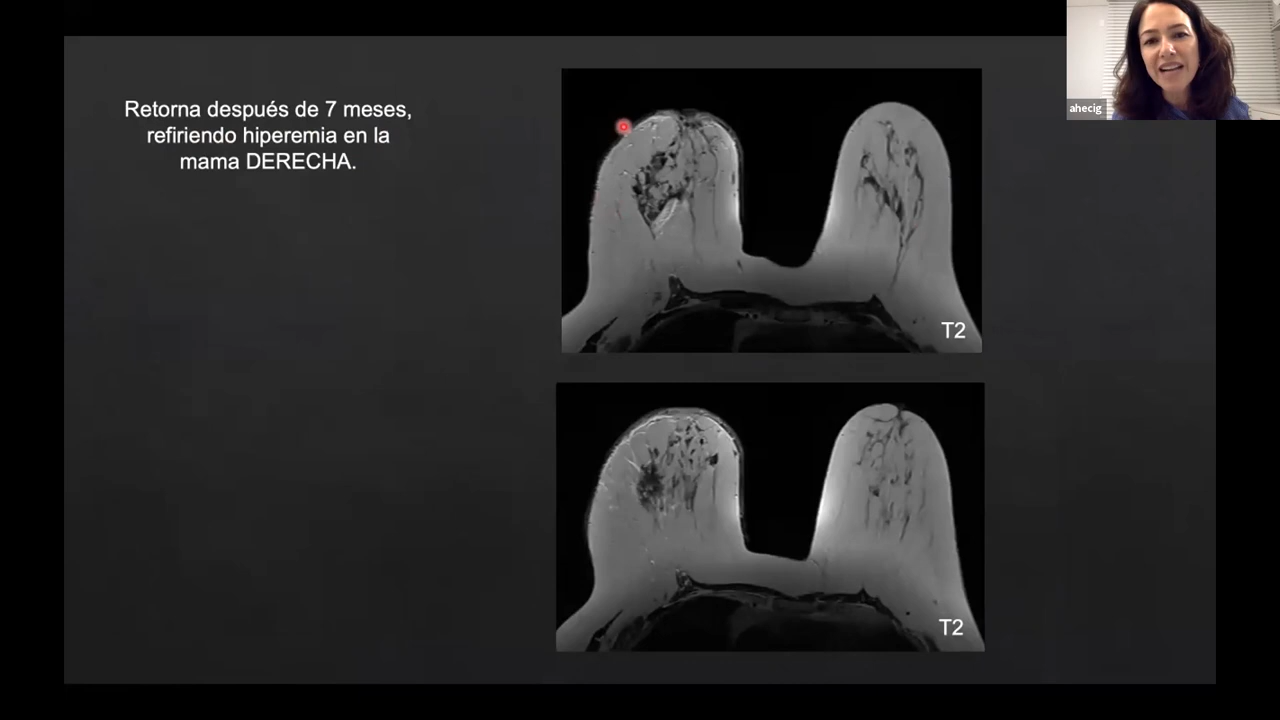 Retorna después de 7 meses,
refiriendo hiperemia en la
mama DERECHA.
ahecig
T2
T2